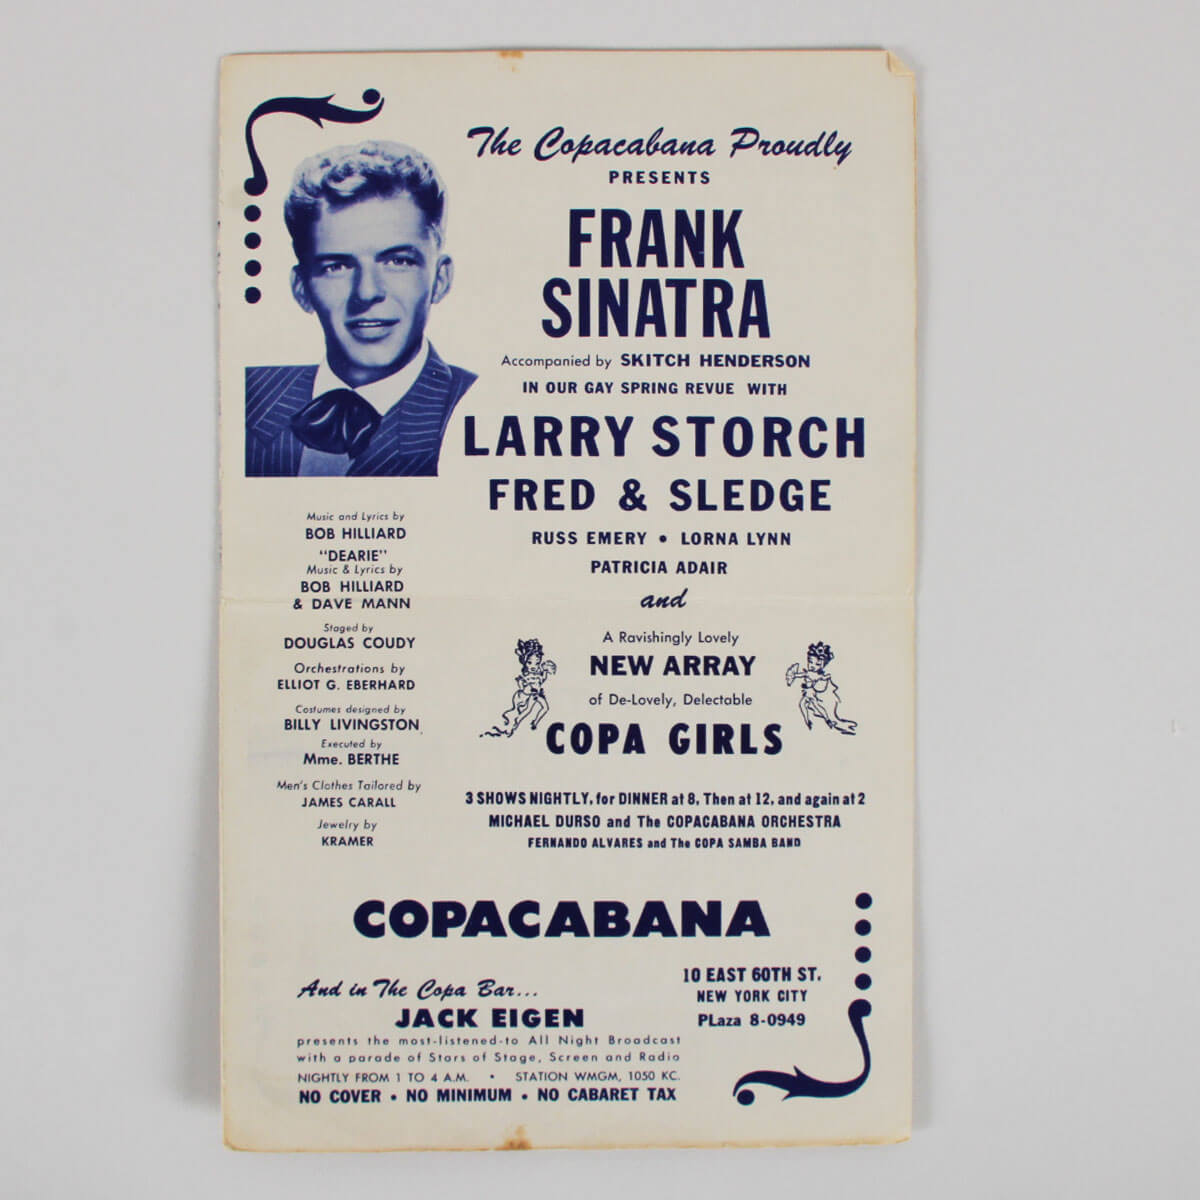 The Copacabana Proudly
PRESENTS
FRANK
SINATRA
Accompanied by SKITCH HENDERSON
IN OUR GAY SPRING REVUE WITH
LARRY STORCH
FRED & SLEDGE
RUSS EMERY • LORNA LYNN
PATRICIA ADAIR
and
A Ravishingly Lovely
NEW ARRAY
of De-Lovely, Delectable
COPA GIRLS
3 SHOWS NIGHTLY, for DINNER at 8, Then at 12, and again at 2
MICHAEL DURSO and The COPACABANA ORCHESTRA
FERNANDO ALVARES and The COPA SAMBA BAND
Music and Lyrics by
BOB HILLIARD
"DEARIE"
Music & Lyrics by
BOB HILLIARD
& DAVE MANN
Staged by
DOUGLAS COUDY
Orchestrations by
ELLIOT G. EBERHARD
Costumes designed by
BILLY LIVINGSTON
Executed by
Mme. BERTHE
Men's Clothes Tailored by
JAMES CARALL
Jewelry by
KRAMER
COPACABANA
10 EAST 60TH ST.
NEW YORK CITY
PLaza 8-0949
And in The Copa Bar...
JACK EIGEN
presents the most-listened-to All Night Broadcast
with a parade of Stars of Stage, Screen and Radio
NIGHTLY FROM 1 TO 4 A.M. • STATION WMGM, 1050 KC.
NO COVER • NO MINIMUM • NO CABARET TAX